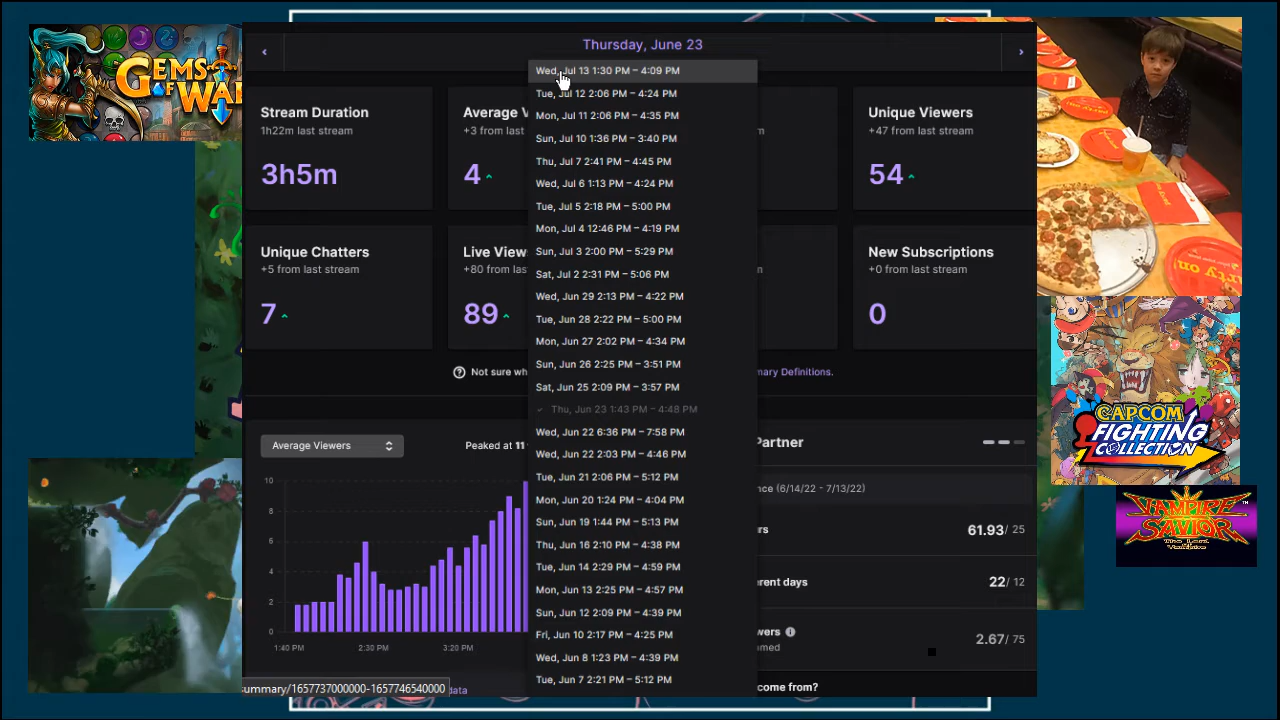 Thursday, June 23
GEMS OF WAR
Stream Duration
1h22m last stream
3h5m
Average V
+3 from last
4
Unique Viewers
+47 from last stream
54
Unique Chatters
+5 from last stream
7
Live View
+80 from last
89
New Subscriptions
+0 from last stream
0
Wed, Jul 13 1:30 PM – 4:09 PM
Tue, Jul 12 2:06 PM – 4:24 PM
Mon, Jul 11 2:06 PM – 4:35 PM
Sun, Jul 10 1:36 PM – 3:40 PM
Thu, Jul 7 2:41 PM – 4:45 PM
Wed, Jul 6 1:13 PM – 4:24 PM
Tue, Jul 5 2:18 PM – 5:00 PM
Mon, Jul 4 12:46 PM – 4:19 PM
Sun, Jul 3 2:00 PM – 5:29 PM
Sat, Jul 2 2:31 PM – 5:06 PM
Wed, Jun 29 2:13 PM – 4:22 PM
Tue, Jun 28 2:22 PM – 5:00 PM
Mon, Jun 27 2:02 PM – 4:34 PM
Sun, Jun 26 2:25 PM – 3:51 PM
Sat, Jun 25 2:09 PM – 3:57 PM
Thu, Jun 23 1:43 PM – 4:48 PM
Wed, Jun 22 6:36 PM – 7:58 PM
Wed, Jun 22 2:03 PM – 4:46 PM
Tue, Jun 21 2:06 PM – 5:12 PM
Mon, Jun 20 1:24 PM – 4:04 PM
Sun, Jun 19 1:44 PM – 5:13 PM
Thu, Jun 16 2:10 PM – 4:38 PM
Tue, Jun 14 2:29 PM – 4:59 PM
Mon, Jun 13 2:25 PM – 4:57 PM
Sun, Jun 12 2:09 PM – 4:39 PM
Fri, Jun 10 2:17 PM – 4:25 PM
Wed, Jun 8 1:23 PM – 4:39 PM
Tue, Jun 7 2:21 PM – 5:12 PM
Not sure wh
mary Definitions.
Average Viewers
Peaked at 11
10
8
6
4
2
0
1:40 PM 2:30 PM 3:20 PM
Partner
nce (6/14/22 - 7/13/22)
rs 61.93 / 25
erent days 22 / 12
wers
med
2.67 / 75
come from?
summary/1657737000000-1657746540000
data
party on
CAPCOM
FIGHTING
COLLECTION
VAMPIRE
SAVIOR
The Lord
of
Vampire